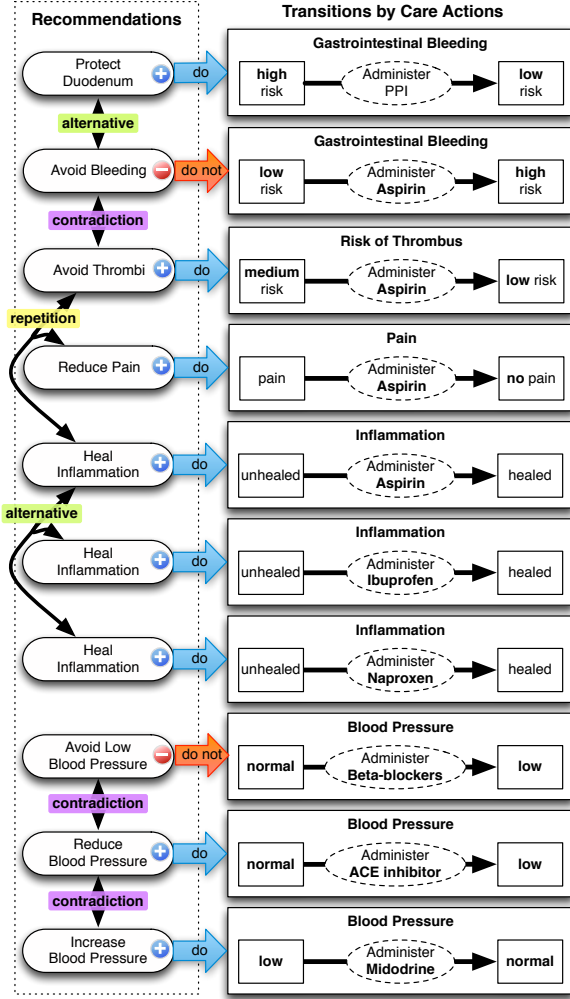 Recommendations
Transitions by Care Actions
Protect
Duodenum
do
Gastrointestinal Bleeding
high
risk
Administer
PPI
low
risk
alternative
Avoid Bleeding
do not
Gastrointestinal Bleeding
low
risk
Administer
Aspirin
high
risk
contradiction
Avoid Thrombi
do
Risk of Thrombus
medium
risk
Administer
Aspirin
low risk
repetition
Reduce Pain
do
Pain
pain
Administer
Aspirin
no pain
Heal
Inflammation
do
Inflammation
unhealed
Administer
Aspirin
healed
alternative
Heal
Inflammation
do
Inflammation
unhealed
Administer
Ibuprofen
healed
Heal
Inflammation
do
Inflammation
unhealed
Administer
Naproxen
healed
Avoid Low
Blood Pressure
do not
Blood Pressure
normal
Administer
Beta-blockers
low
contradiction
Reduce
Blood Pressure
do
Blood Pressure
normal
Administer
ACE inhibitor
low
contradiction
Increase
Blood Pressure
do
Blood Pressure
low
Administer
Midodrine
normal